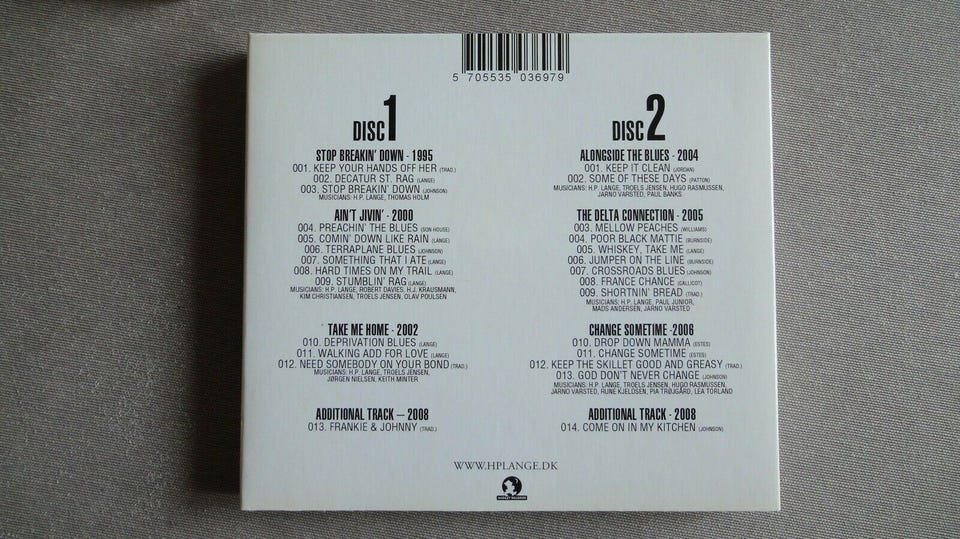 5 705535 036979
DISC 1
STOP BREAKIN' DOWN - 1995
001. KEEP YOUR HANDS OFF HER (TRAD.)
002. DECATUR ST. RAG (LANGE)
003. STOP BREAKIN' DOWN (JOHNSON)
MUSICIANS: H.P. LANGE, THOMAS HOLM
AIN'T JIVIN' - 2000
004. PREACHIN' THE BLUES (SON HOUSE)
005. COMIN' DOWN LIKE RAIN (LANGE)
006. TERRAPLANE BLUES (JOHNSON)
007. SOMETHING THAT I ATE (LANGE)
008. HARD TIMES ON MY TRAIL (LANGE)
009. STUMBLIN' RAG (LANGE)
MUSICIANS: H.P. LANGE, ROBERT DAVIES. H.J. KRAUSMANN,
KIM CHRISTIANSEN, TROELS JENSEN, OLAV POULSEN
TAKE ME HOME - 2002
010. DEPRIVATION BLUES (LANGE)
011. WALKING ADD FOR LOVE (LANGE)
012. NEED SOMEBODY ON YOUR BOND (TRAD.)
MUSICIANS: H.P. LANGE, TROELS JENSEN,
JØRGEN NIELSEN, KEITH MINTER
ADDITIONAL TRACK – 2008
013. FRANKIE & JOHNNY (TRAD.)
DISC 2
ALONGSIDE THE BLUES - 2004
001. KEEP IT CLEAN (JORDAN)
002. SOME OF THESE DAYS (PATTON)
MUSICIANS: H.P. LANGE, TROELS JENSEN, HUGO RASMUSSEN,
JARNO VARSTED, PAUL BANKS
THE DELTA CONNECTION - 2005
003. MELLOW PEACHES (WILLIAMS)
004. POOR BLACK MATTIE (BURNSIDE)
005. WHISKEY, TAKE ME (LANGE)
006. JUMPER ON THE LINE (BURNSIDE)
007. CROSSROADS BLUES (JOHNSON)
008. FRANCE CHANCE (CALLICOT)
009. SHORTNIN' BREAD (TRAD.)
MUSICIANS: H.P. LANGE, PAUL JUNIOR,
MADS ANDERSEN, JARNO VARSTED
CHANGE SOMETIME -2006
010. DROP DOWN MAMMA (ESTES)
011. CHANGE SOMETIME (ESTES)
012. KEEP THE SKILLET GOOD AND GREASY (TRAD.)
013. GOD DON'T NEVER CHANGE (JOHNSON)
MUSICIANS: H.P. LANGE, TROELS JENSEN, HUGO RASMUSSEN,
JARNO VARSTED, RUNE KJELDSEN, PIA TRØJGÅRD, LEA TORLAND
ADDITIONAL TRACK - 2008
014. COME ON IN MY KITCHEN (JOHNSON)
WWW.HPLANGE.DK